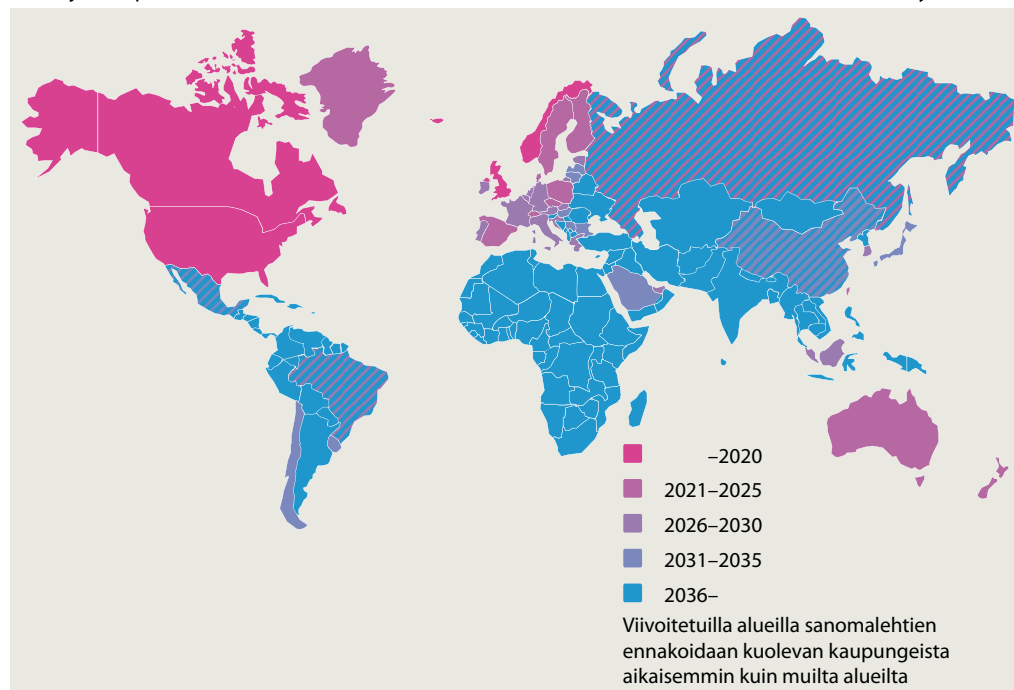 –2020
2021–2025
2026–2030
2031–2035
2036–
Viivoitetuilla alueilla sanomalehtien
ennakoidaan kuolevan kaupungeista
aikaisemmin kuin muilta alueilta